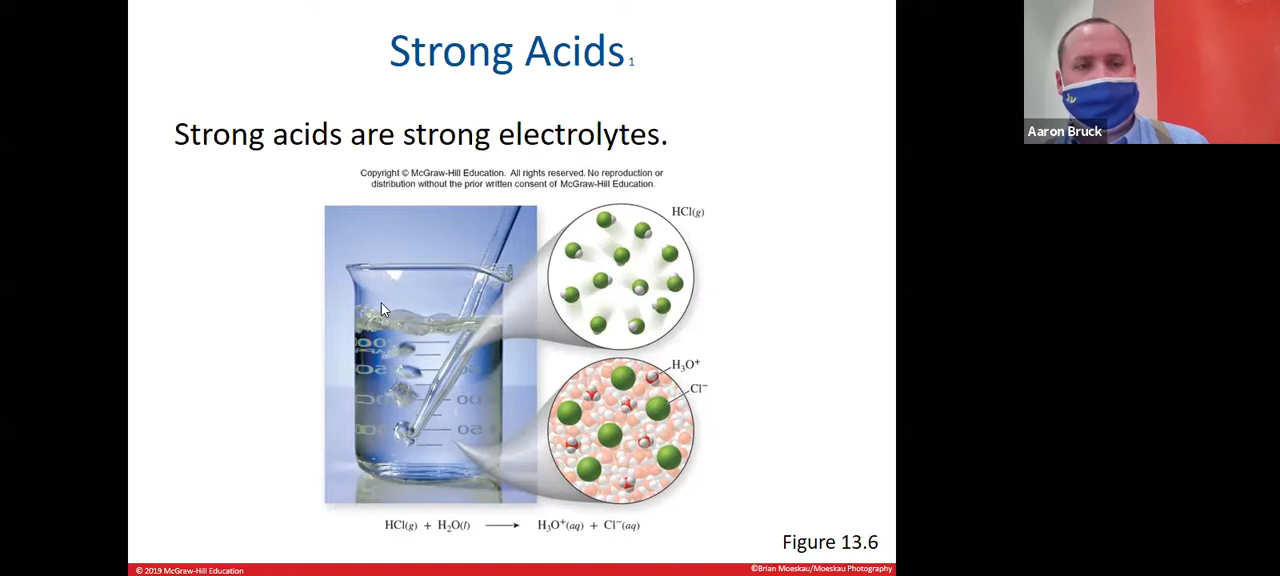 Strong Acids 1
Strong acids are strong electrolytes.
Copyright © McGraw-Hill Education. All rights reserved. No reproduction or
distribution without the prior written consent of McGraw-Hill Education.
HCl(g)
H₃O⁺
Cl⁻
HCl(g) + H₂O(l) ⟶ H₃O⁺(aq) + Cl⁻(aq)
Figure 13.6
© 2019 McGraw-Hill Education
©Brian Moeskau/Moeskau Photography
Aaron Bruck